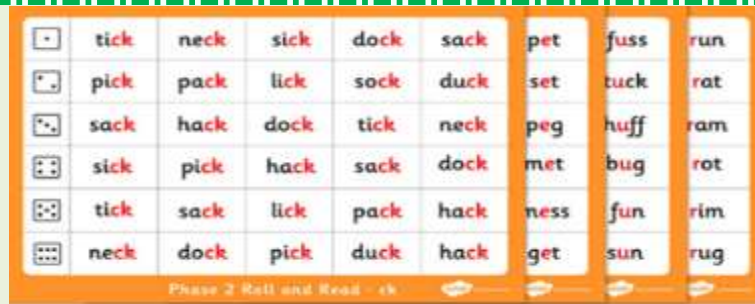 tick neck sick dock sack pet fuss run
pick pack lick sock duck set tuck rat
sack hack dock tick neck peg huff ram
sick pick hack sack dock met bug rot
tick sack lick pack hack ness fun rim
neck dock pick duck hack get sun rug
Phase 2 Roll and Read - ck